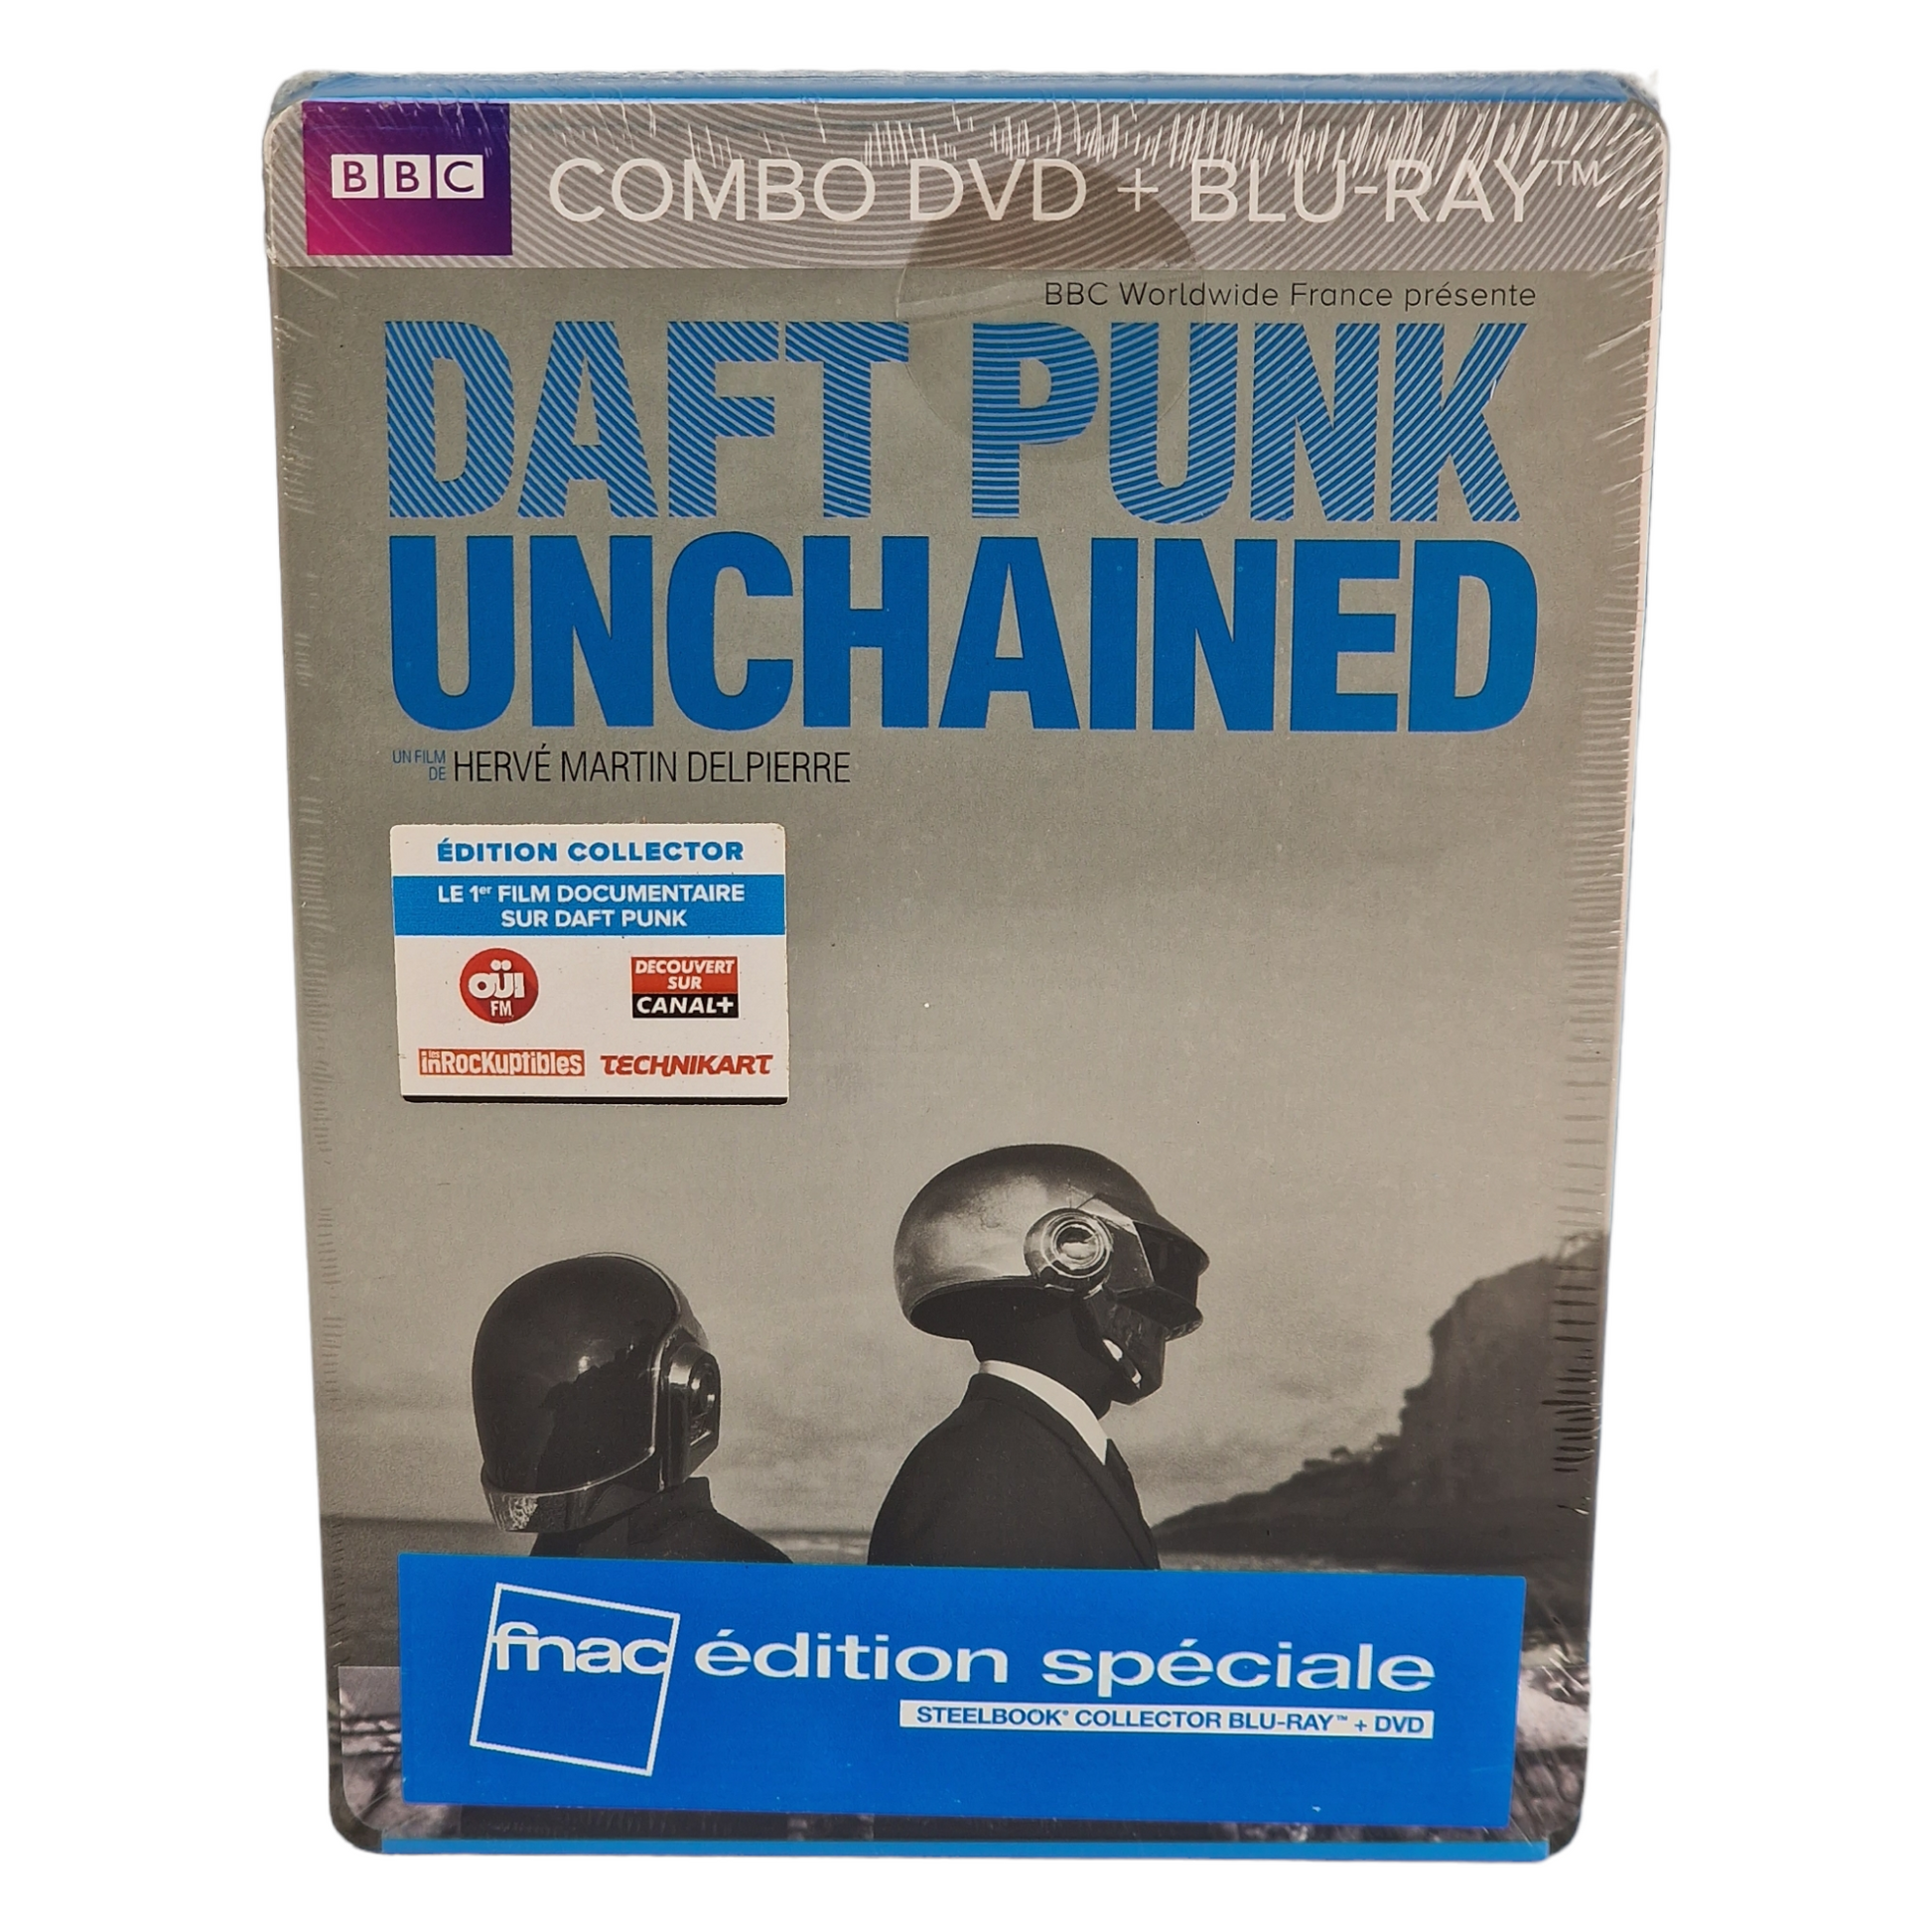 BBC COMBO DVD + BLU-RAY™
BBC Worldwide France présente
DAFT PUNK
UNCHAINED
UN FILM DE HERVÉ MARTIN DELPIERRE
ÉDITION COLLECTOR
LE 1er FILM DOCUMENTAIRE
SUR DAFT PUNK
OÜI
FM
DECOUVERT
SUR
CANAL+
les inRocKuptibles TECHNIKART
fnac édition spéciale
STEELBOOK® COLLECTOR BLU-RAY™ + DVD